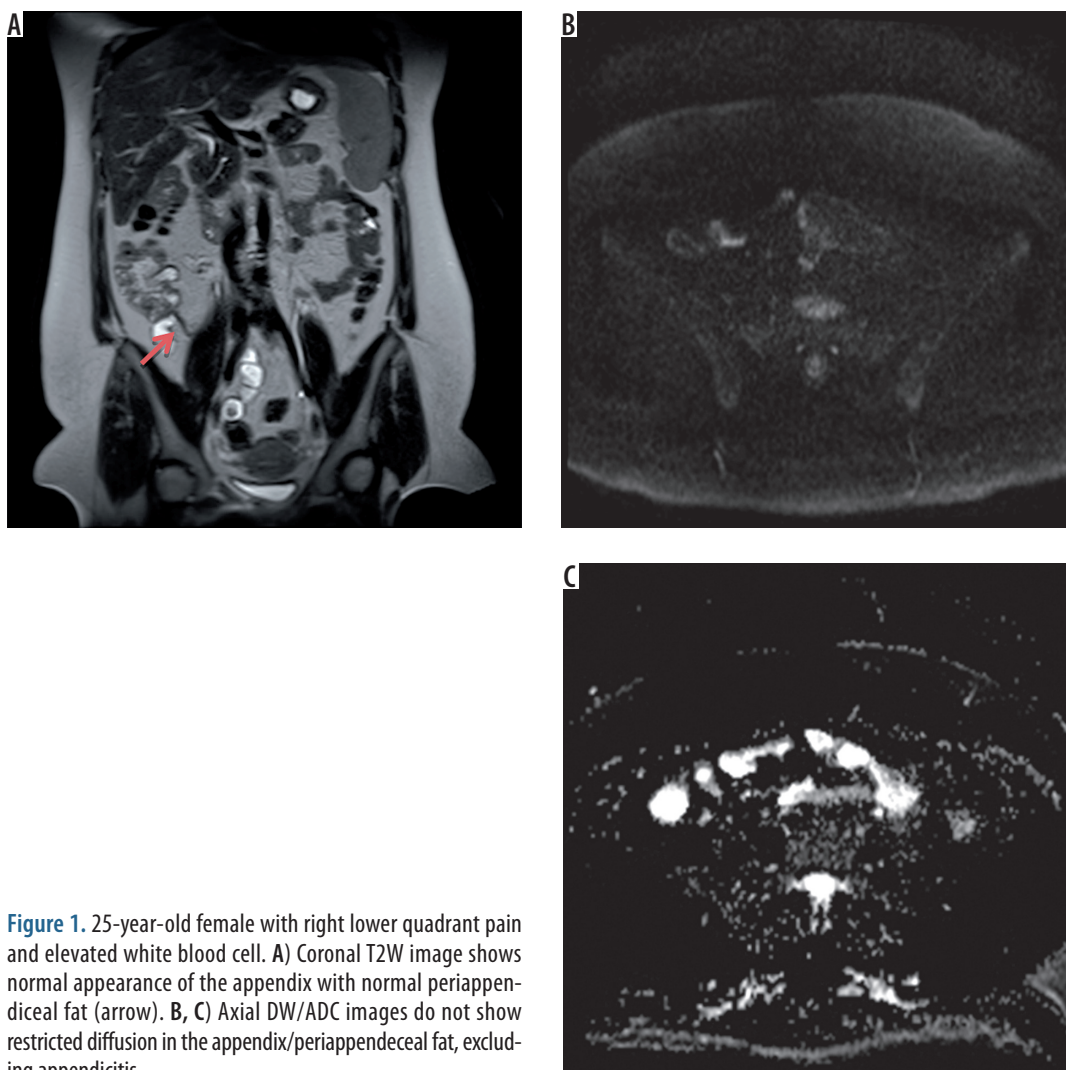 A
B
C
Figure 1. 25-year-old female with right lower quadrant pain
and elevated white blood cell. A) Coronal T2W image shows
normal appearance of the appendix with normal periappen-
diceal fat (arrow). B, C) Axial DW/ADC images do not show
restricted diffusion in the appendix/periappendeceal fat, exclud-
ing appendicitis